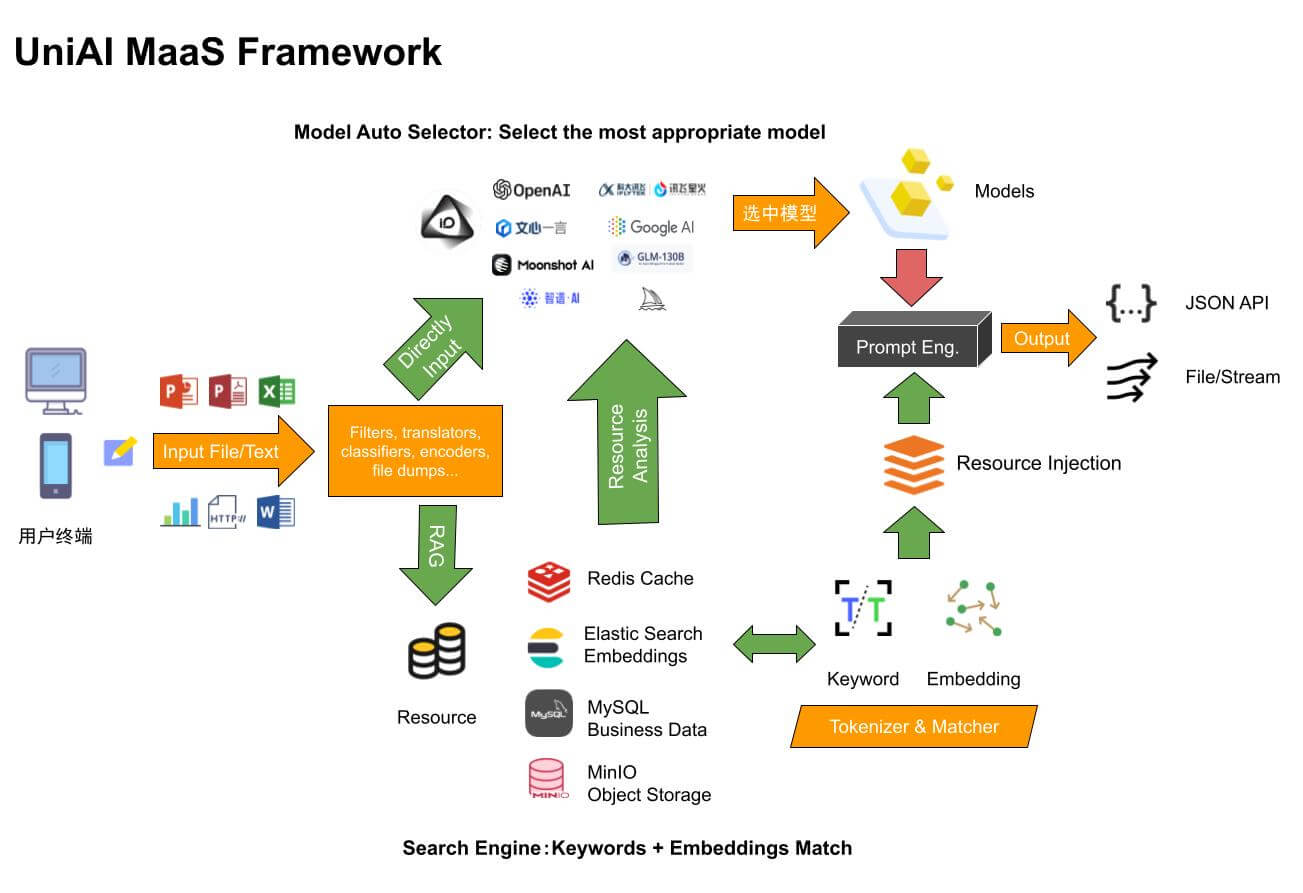 UniAI MaaS Framework
Model Auto Selector: Select the most appropriate model
iD
OpenAI
科大讯飞
iFLYTEK
讯飞星火
文心一言
Google AI
Moonshot AI
GLM-130B
智谱·AI
选中模型
Models
Directly
Input
Resource
Analysis
Prompt Eng.
Output
{...}
JSON API
File/Stream
P
P
X
Input File/Text
Filters, translators,
classifiers, encoders,
file dumps...
HTTP://
W
用户终端
RAG
Resource Injection
Resource
Redis Cache
Elastic Search
Embeddings
MySQL
MySQL
Business Data
MINIO
MinIO
Object Storage
T/T
Keyword
Embedding
Tokenizer & Matcher
Search Engine：Keywords + Embeddings Match